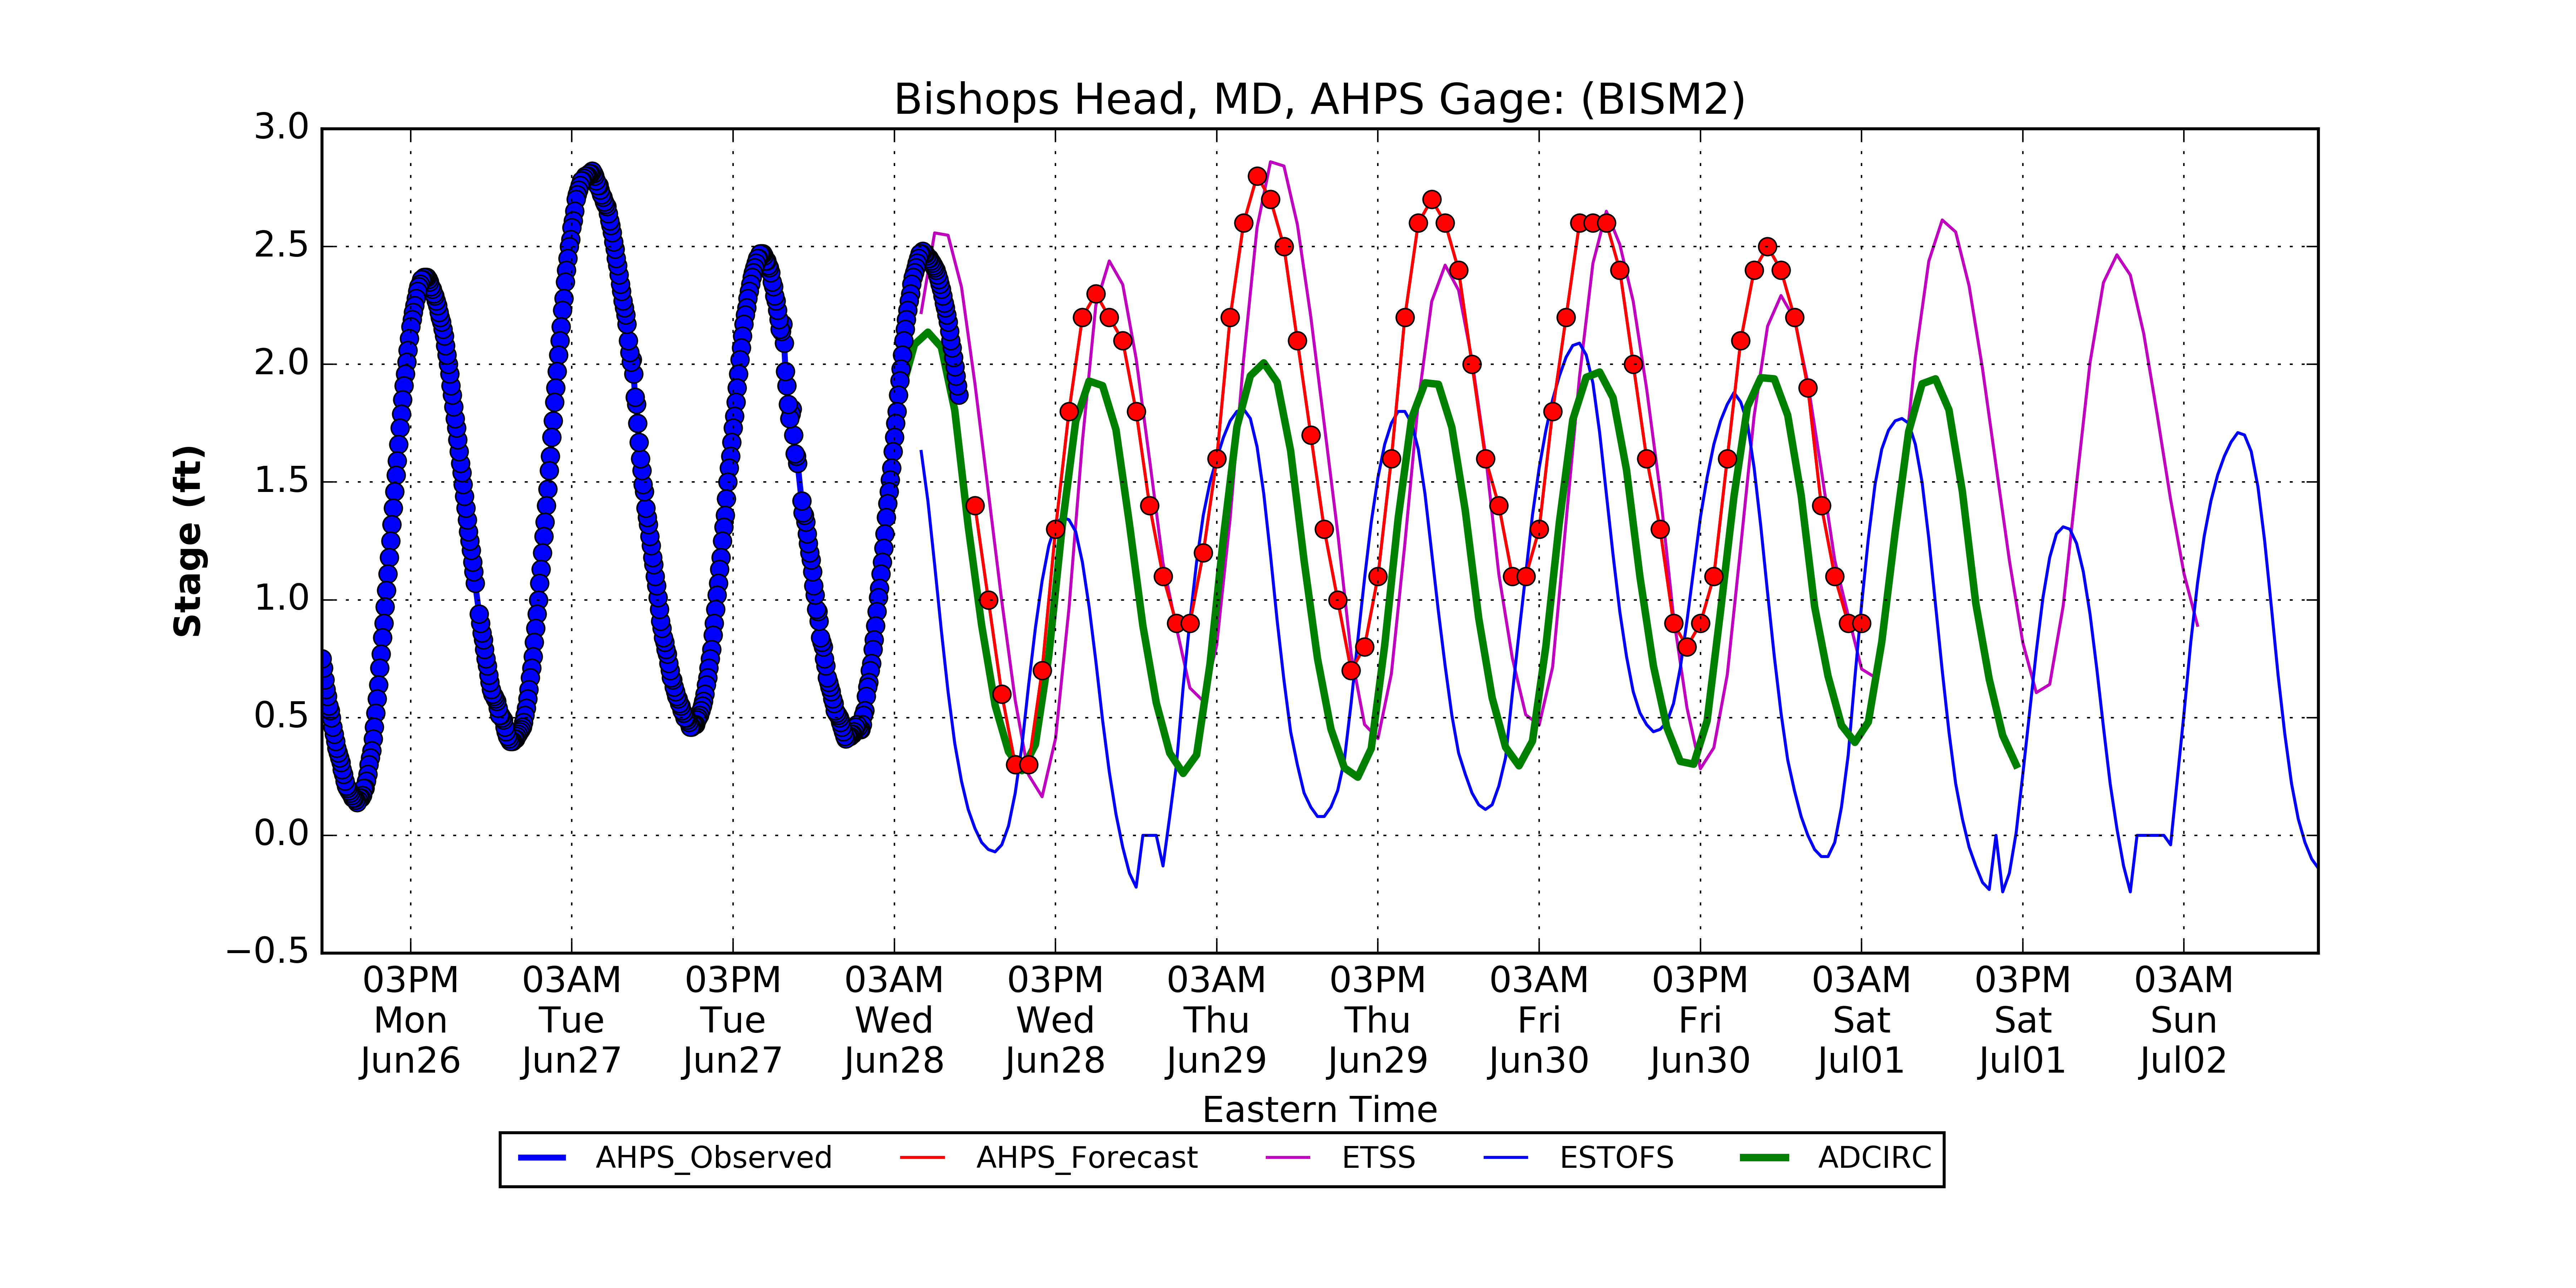 Bishops Head, MD, AHPS Gage: (BISM2)
3.0
2.5
2.0
1.5
1.0
0.5
0.0
−0.5
Stage (ft)
03PM 03AM 03PM 03AM 03PM 03AM 03PM 03AM 03PM 03AM 03PM 03AM
Mon Tue Tue Wed Wed Thu Thu Fri Fri Sat Sat Sun
Jun26 Jun27 Jun27 Jun28 Jun28 Jun29 Jun29 Jun30 Jun30 Jul01 Jul01 Jul02
Eastern Time
AHPS_Observed AHPS_Forecast ETSS ESTOFS ADCIRC